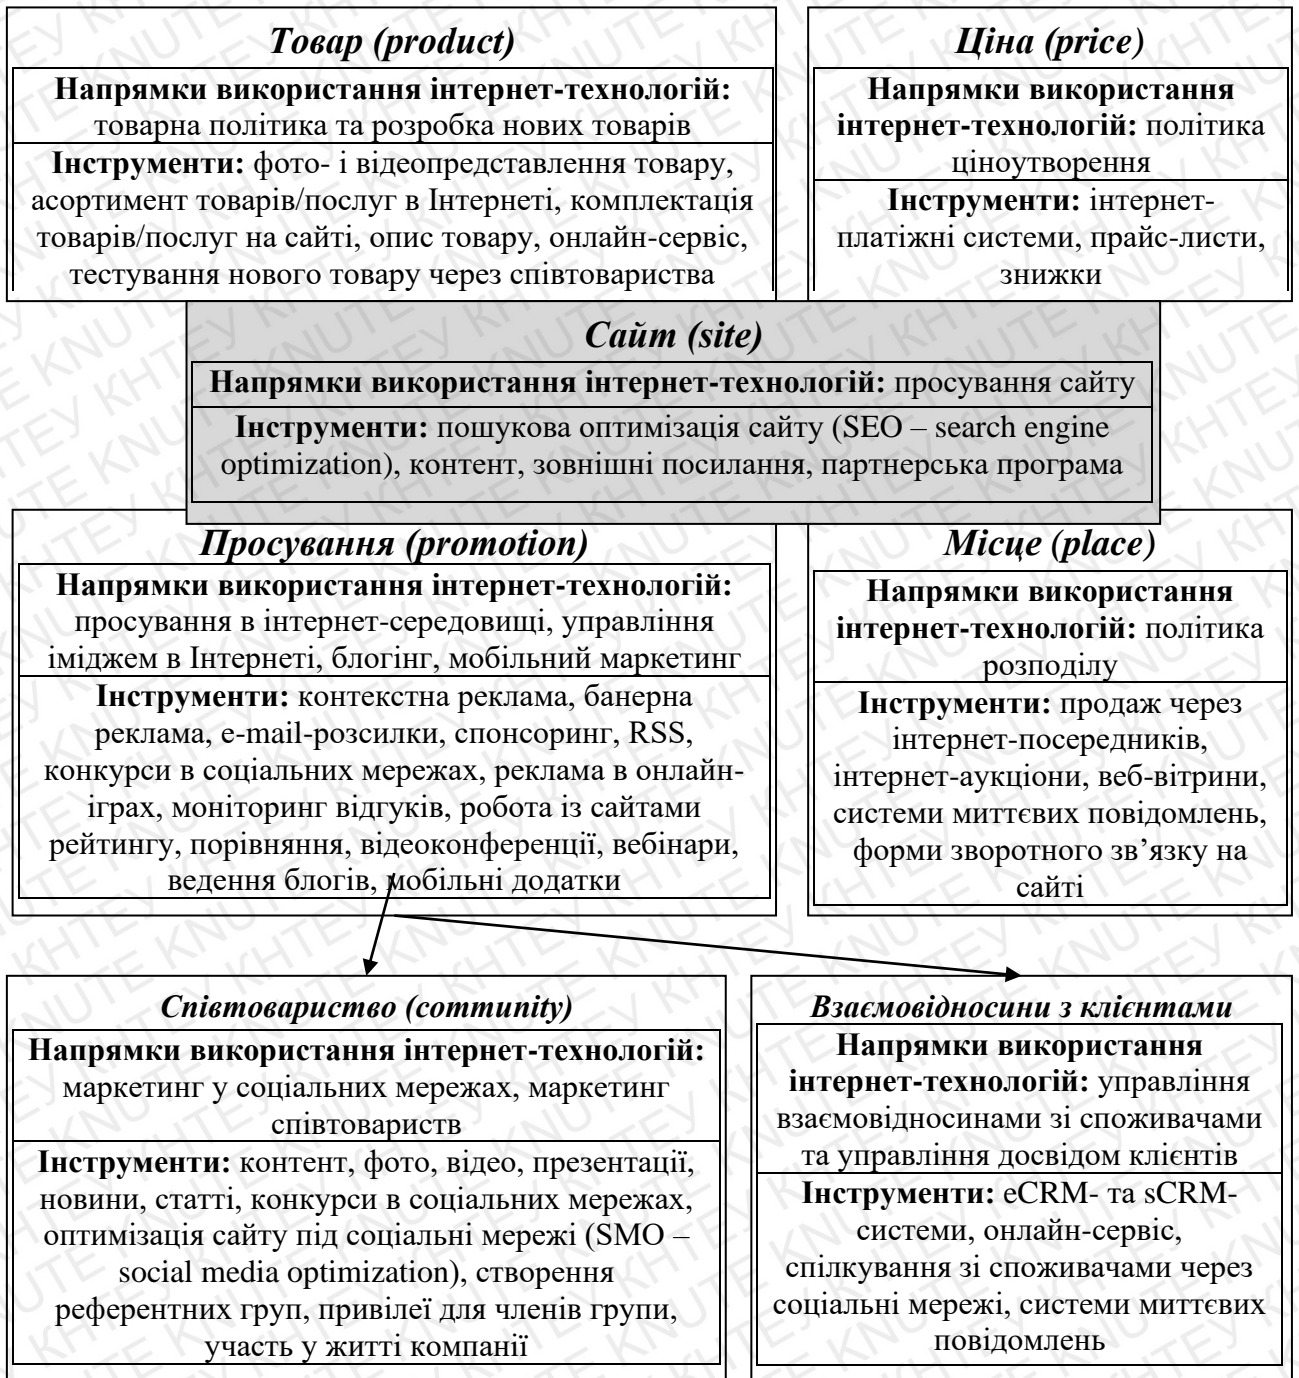 Товар (product)
Напрямки використання інтернет-технологій:
товарна політика та розробка нових товарів
Інструменти: фото- і відеопредставлення товару,
асортимент товарів/послуг в Інтернеті, комплектація
товарів/послуг на сайті, опис товару, онлайн-сервіс,
тестування нового товару через співтовариства
Ціна (price)
Напрямки використання
інтернет-технологій: політика
ціноутворення
Інструменти: інтернет-
платіжні системи, прайс-листи,
знижки
Сайт (site)
Напрямки використання інтернет-технологій: просування сайту
Інструменти: пошукова оптимізація сайту (SEO – search engine
optimization), контент, зовнішні посилання, партнерська програма
Просування (promotion)
Напрямки використання інтернет-технологій:
просування в інтернет-середовищі, управління
іміджем в Інтернеті, блогінг, мобільний маркетинг
Інструменти: контекстна реклама, банерна
реклама, e-mail-розсилки, спонсоринг, RSS,
конкурси в соціальних мережах, реклама в онлайн-
іграх, моніторинг відгуків, робота із сайтами
рейтингу, порівняння, відеоконференції, вебінари,
ведення блогів, мобільні додатки
Місце (place)
Напрямки використання
інтернет-технологій: політика
розподілу
Інструменти: продаж через
інтернет-посередників,
інтернет-аукціони, веб-вітрини,
системи миттєвих повідомлень,
форми зворотного зв’язку на
сайті
Співтовариство (community)
Напрямки використання інтернет-технологій:
маркетинг у соціальних мережах, маркетинг
співтовариств
Інструменти: контент, фото, відео, презентації,
новини, статті, конкурси в соціальних мережах,
оптимізація сайту під соціальні мережі (SMO –
social media optimization), створення
референтних груп, привілеї для членів групи,
участь у житті компанії
Взаємовідносини з клієнтами
Напрямки використання
інтернет-технологій: управління
взаємовідносинами зі споживачами
та управління досвідом клієнтів
Інструменти: eCRM- та sCRM-
системи, онлайн-сервіс,
спілкування зі споживачами через
соціальні мережі, системи миттєвих
повідомлень